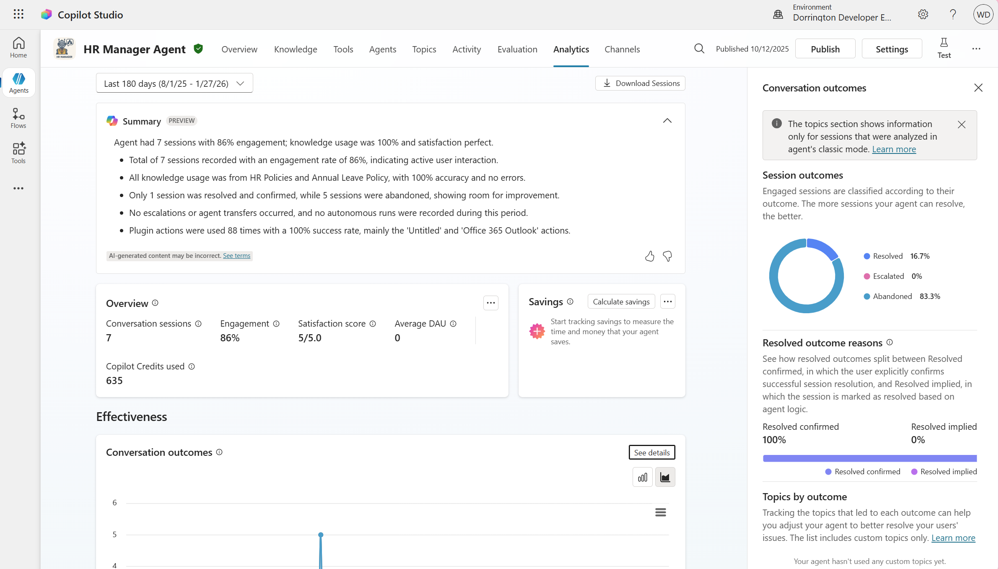 Copilot Studio
Environment
Dorrington Developer E...
WD
Home
Agents
Flows
Tools
HR MANAGER
HR Manager Agent
Overview
Knowledge
Tools
Agents
Topics
Activity
Evaluation
Analytics
Channels
Published 10/12/2025
Publish
Settings
Test
Last 180 days (8/1/25 - 1/27/26)
Download Sessions
Summary PREVIEW
Agent had 7 sessions with 86% engagement; knowledge usage was 100% and satisfaction perfect.
Total of 7 sessions recorded with an engagement rate of 86%, indicating active user interaction.
All knowledge usage was from HR Policies and Annual Leave Policy, with 100% accuracy and no errors.
Only 1 session was resolved and confirmed, while 5 sessions were abandoned, showing room for improvement.
No escalations or agent transfers occurred, and no autonomous runs were recorded during this period.
Plugin actions were used 88 times with a 100% success rate, mainly the 'Untitled' and 'Office 365 Outlook' actions.
AI-generated content may be incorrect. See terms
Overview
Conversation sessions
7
Engagement
86%
Satisfaction score
5/5.0
Average DAU
0
Copilot Credits used
635
Savings
Calculate savings
Start tracking savings to measure the
time and money that your agent
saves.
Effectiveness
Conversation outcomes
See details
6
5
4
Conversation outcomes
The topics section shows information
only for sessions that were analyzed in
agent's classic mode. Learn more
Session outcomes
Engaged sessions are classified according to their
outcome. The more sessions your agent can resolve,
the better.
Resolved 16.7%
Escalated 0%
Abandoned 83.3%
Resolved outcome reasons
See how resolved outcomes split between Resolved
confirmed, in which the user explicitly confirms
successful session resolution, and Resolved implied, in
which the session is marked as resolved based on
agent logic.
Resolved confirmed
100%
Resolved implied
0%
Resolved confirmed
Resolved implied
Topics by outcome
Tracking the topics that led to each outcome can help
you adjust your agent to better resolve your users'
issues. The list includes custom topics only. Learn more
Your agent hasn't used any custom topics yet.